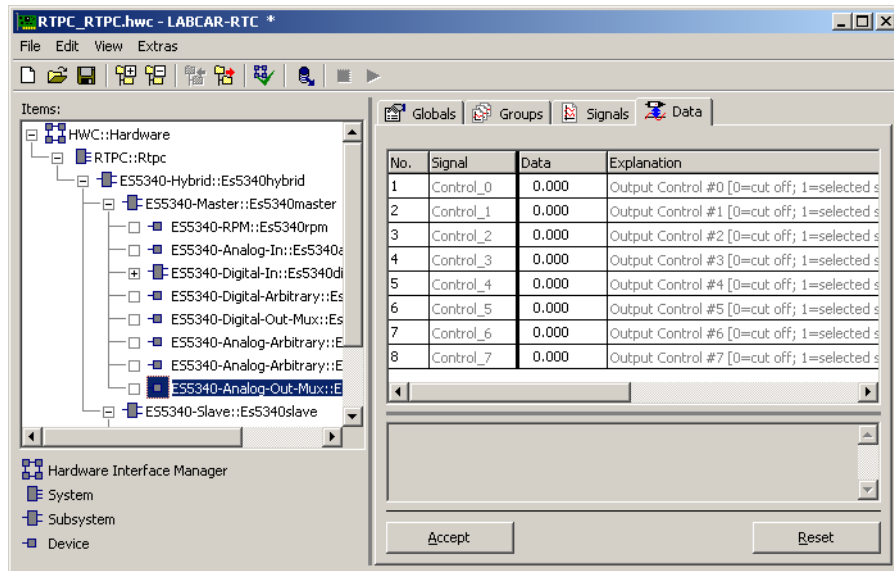 RTPC_RTPC.hwc - LABCAR-RTC *
File Edit View Extras
Items:
HWC::Hardware
RTPC::Rtpc
ES5340-Hybrid::Es5340hybrid
ES5340-Master::Es5340master
ES5340-RPM::Es5340rpm
ES5340-Analog-In::Es5340a
ES5340-Digital-In::Es5340di
ES5340-Digital-Arbitrary::Es
ES5340-Digital-Out-Mux::Es
ES5340-Analog-Arbitrary::E
ES5340-Analog-Arbitrary::E
ES5340-Analog-Out-Mux::E
ES5340-Slave::Es5340slave
Hardware Interface Manager
System
Subsystem
Device
Globals Groups Signals Data
No. Signal Data Explanation
1 Control_0 0.000 Output Control #0 [0=cut off; 1=selected s
2 Control_1 0.000 Output Control #1 [0=cut off; 1=selected s
3 Control_2 0.000 Output Control #2 [0=cut off; 1=selected s
4 Control_3 0.000 Output Control #3 [0=cut off; 1=selected s
5 Control_4 0.000 Output Control #4 [0=cut off; 1=selected s
6 Control_5 0.000 Output Control #5 [0=cut off; 1=selected s
7 Control_6 0.000 Output Control #6 [0=cut off; 1=selected s
8 Control_7 0.000 Output Control #7 [0=cut off; 1=selected s
Accept Reset